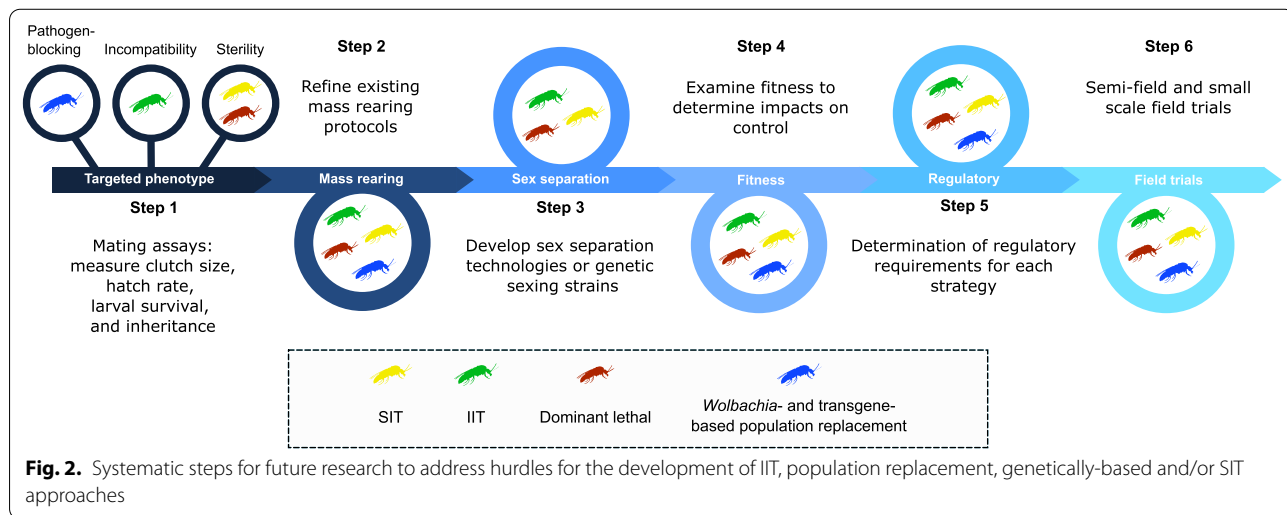 Pathogen-
blocking
Incompatibility
Sterility
Targeted phenotype
Step 1
Mating assays:
measure clutch size,
hatch rate,
larval survival,
and inheritance
Step 2
Refine existing
mass rearing
protocols
Mass rearing
Sex separation
Step 3
Develop sex separation
technologies or genetic
sexing strains
Step 4
Examine fitness to
determine impacts on
control
Fitness
Regulatory
Step 5
Determination of regulatory
requirements for each
strategy
Step 6
Semi-field and small
scale field trials
Field trials
SIT
IIT
Dominant lethal
Wolbachia- and transgene-
based population replacement
Fig. 2. Systematic steps for future research to address hurdles for the development of IIT, population replacement, genetically-based and/or SIT
approaches